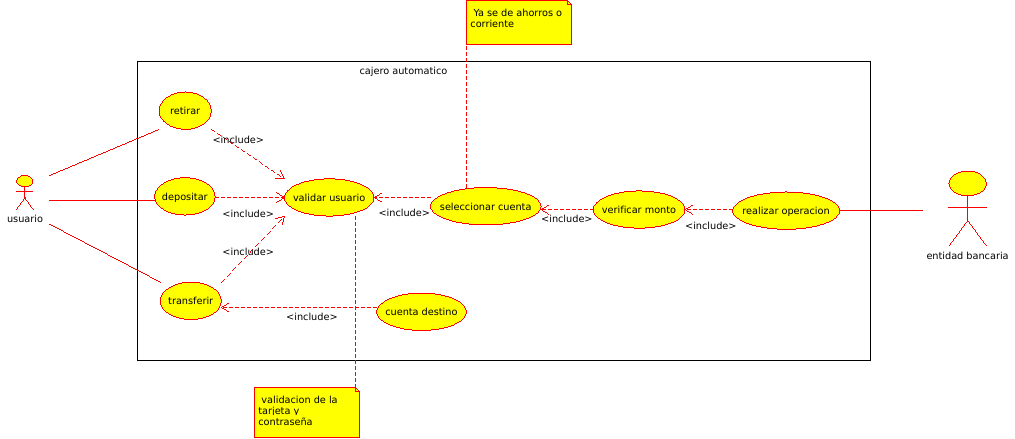 Ya se de ahorros o
corriente
cajero automatico
retirar
<include>
depositar
validar usuario
seleccionar cuenta
verificar monto
realizar operacion
<include>
<include>
<include>
<include>
usuario
<include>
entidad bancaria
transferir
cuenta destino
<include>
validacion de la
tarjeta y
contraseña